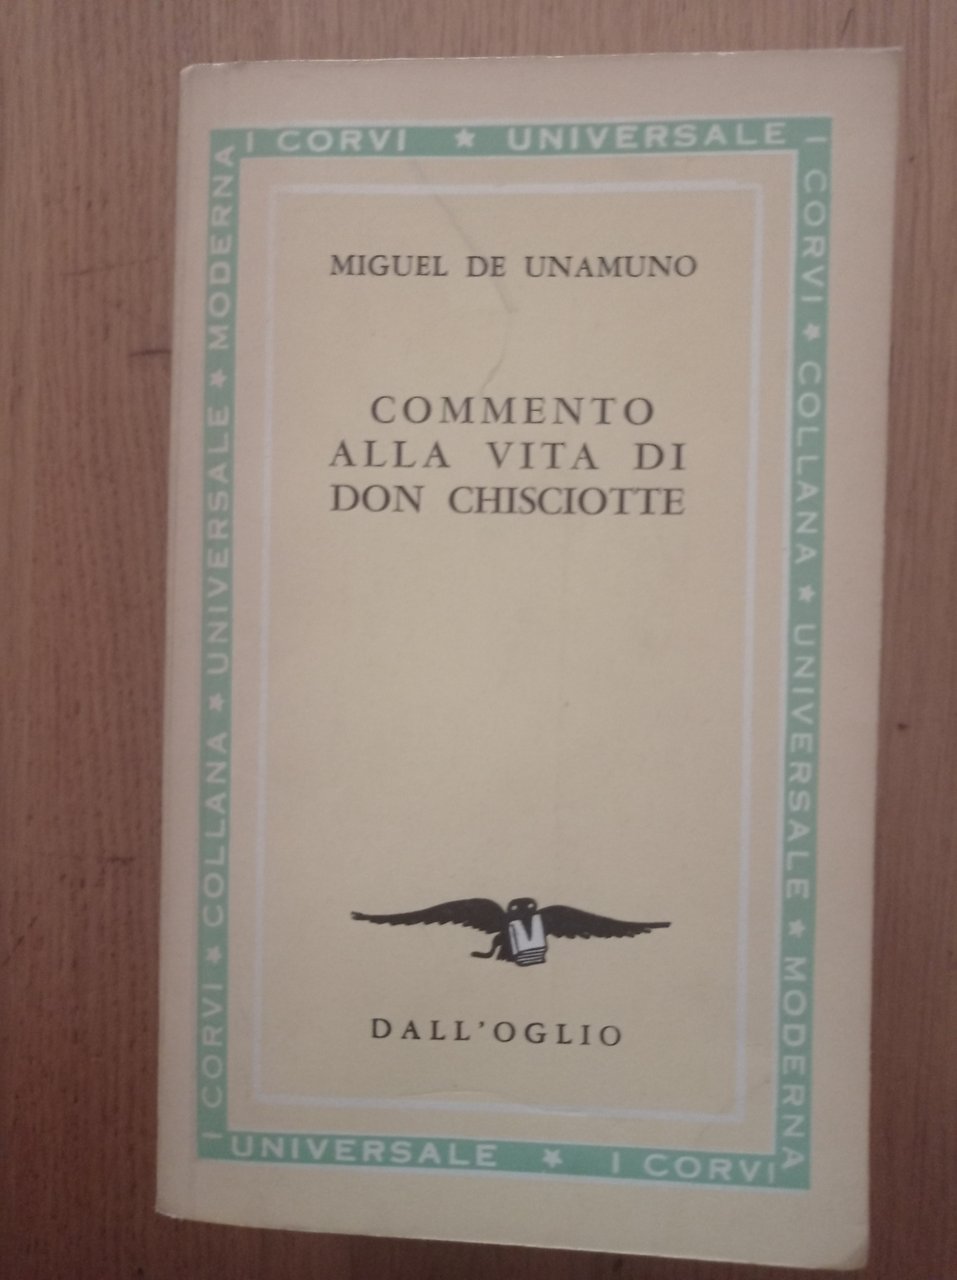 I CORVI ★ UNIVERSALE
I CORVI ★ COLLANA ★ UNIVERSALE ★ MODERNA
I CORVI ★ COLLANA ★ UNIVERSALE ★ MODERNA
MIGUEL DE UNAMUNO
COMMENTO
ALLA VITA DI
DON CHISCIOTTE
DALL'OGLIO
UNIVERSALE ★ I CORVI